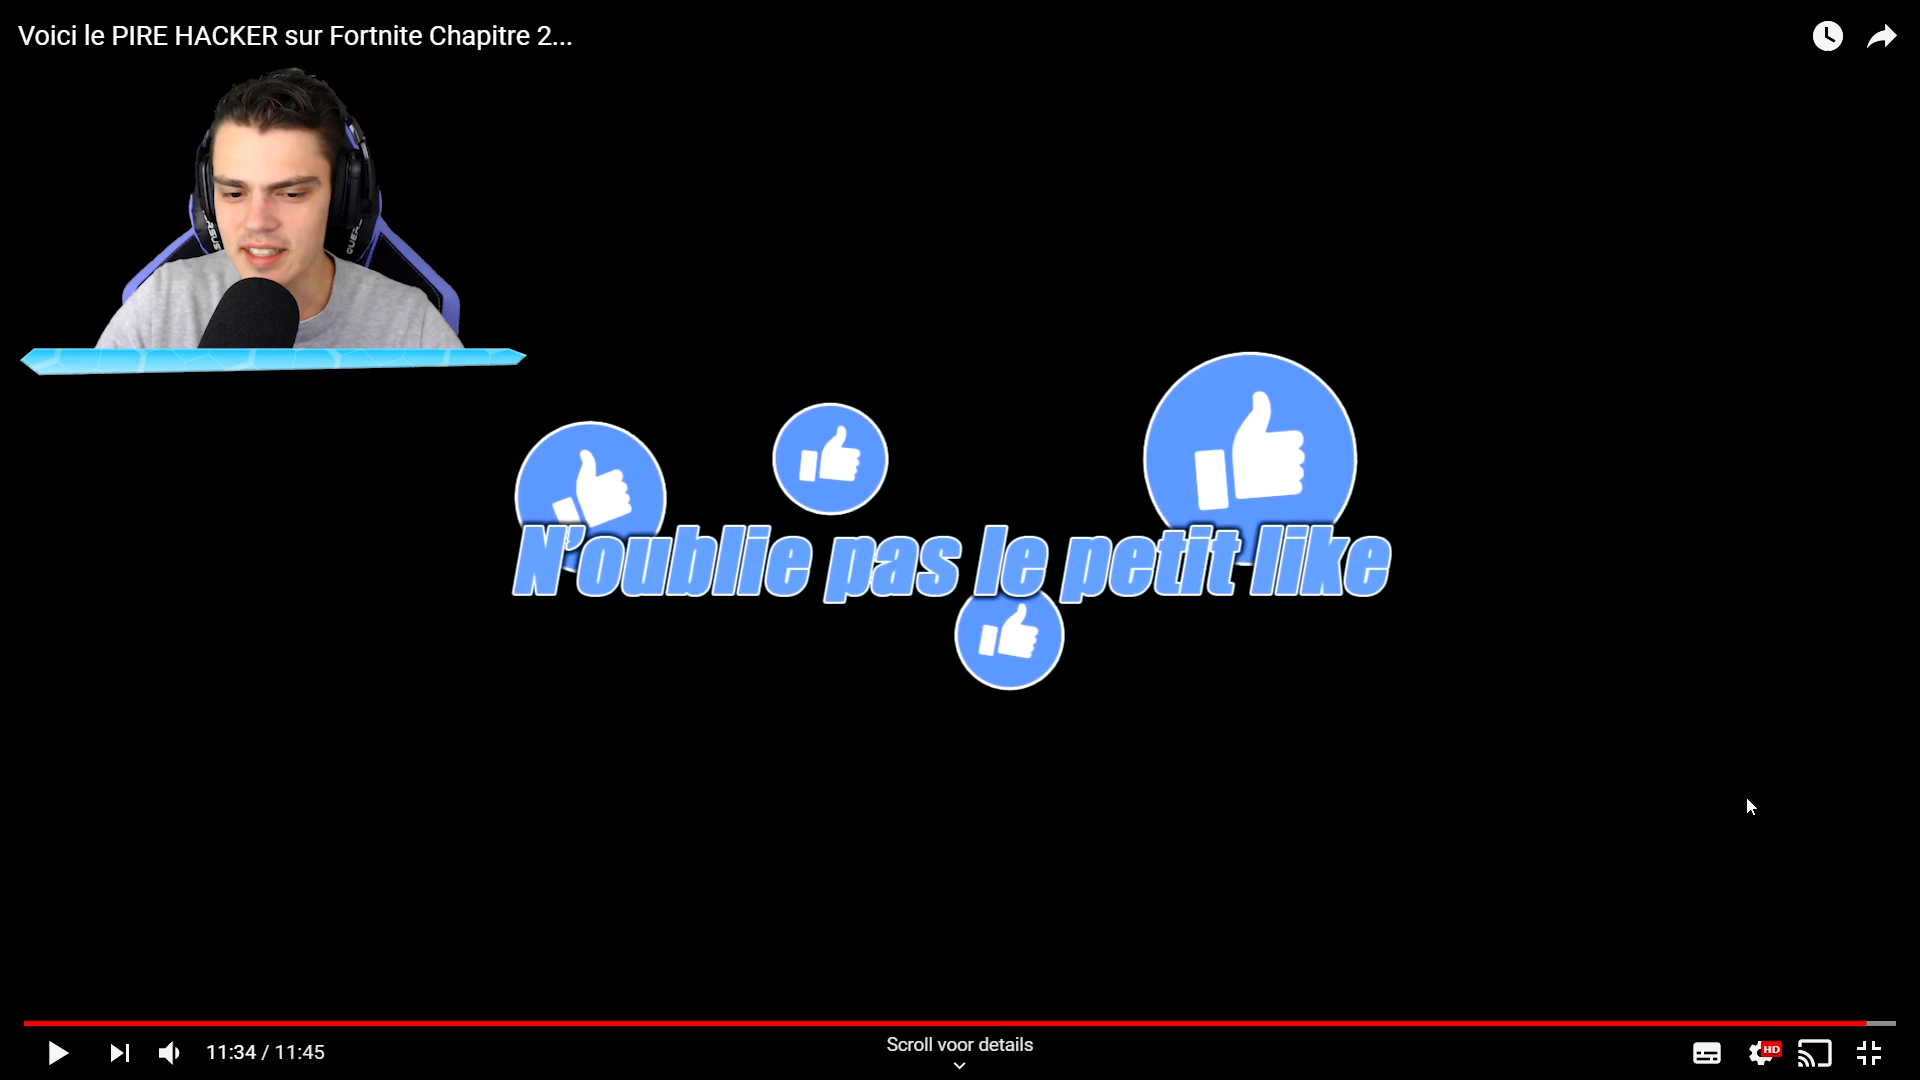 Voici le PIRE HACKER sur Fortnite Chapitre 2...
N'oublie pas le petit like
Scroll voor details
11:34 / 11:45
HD